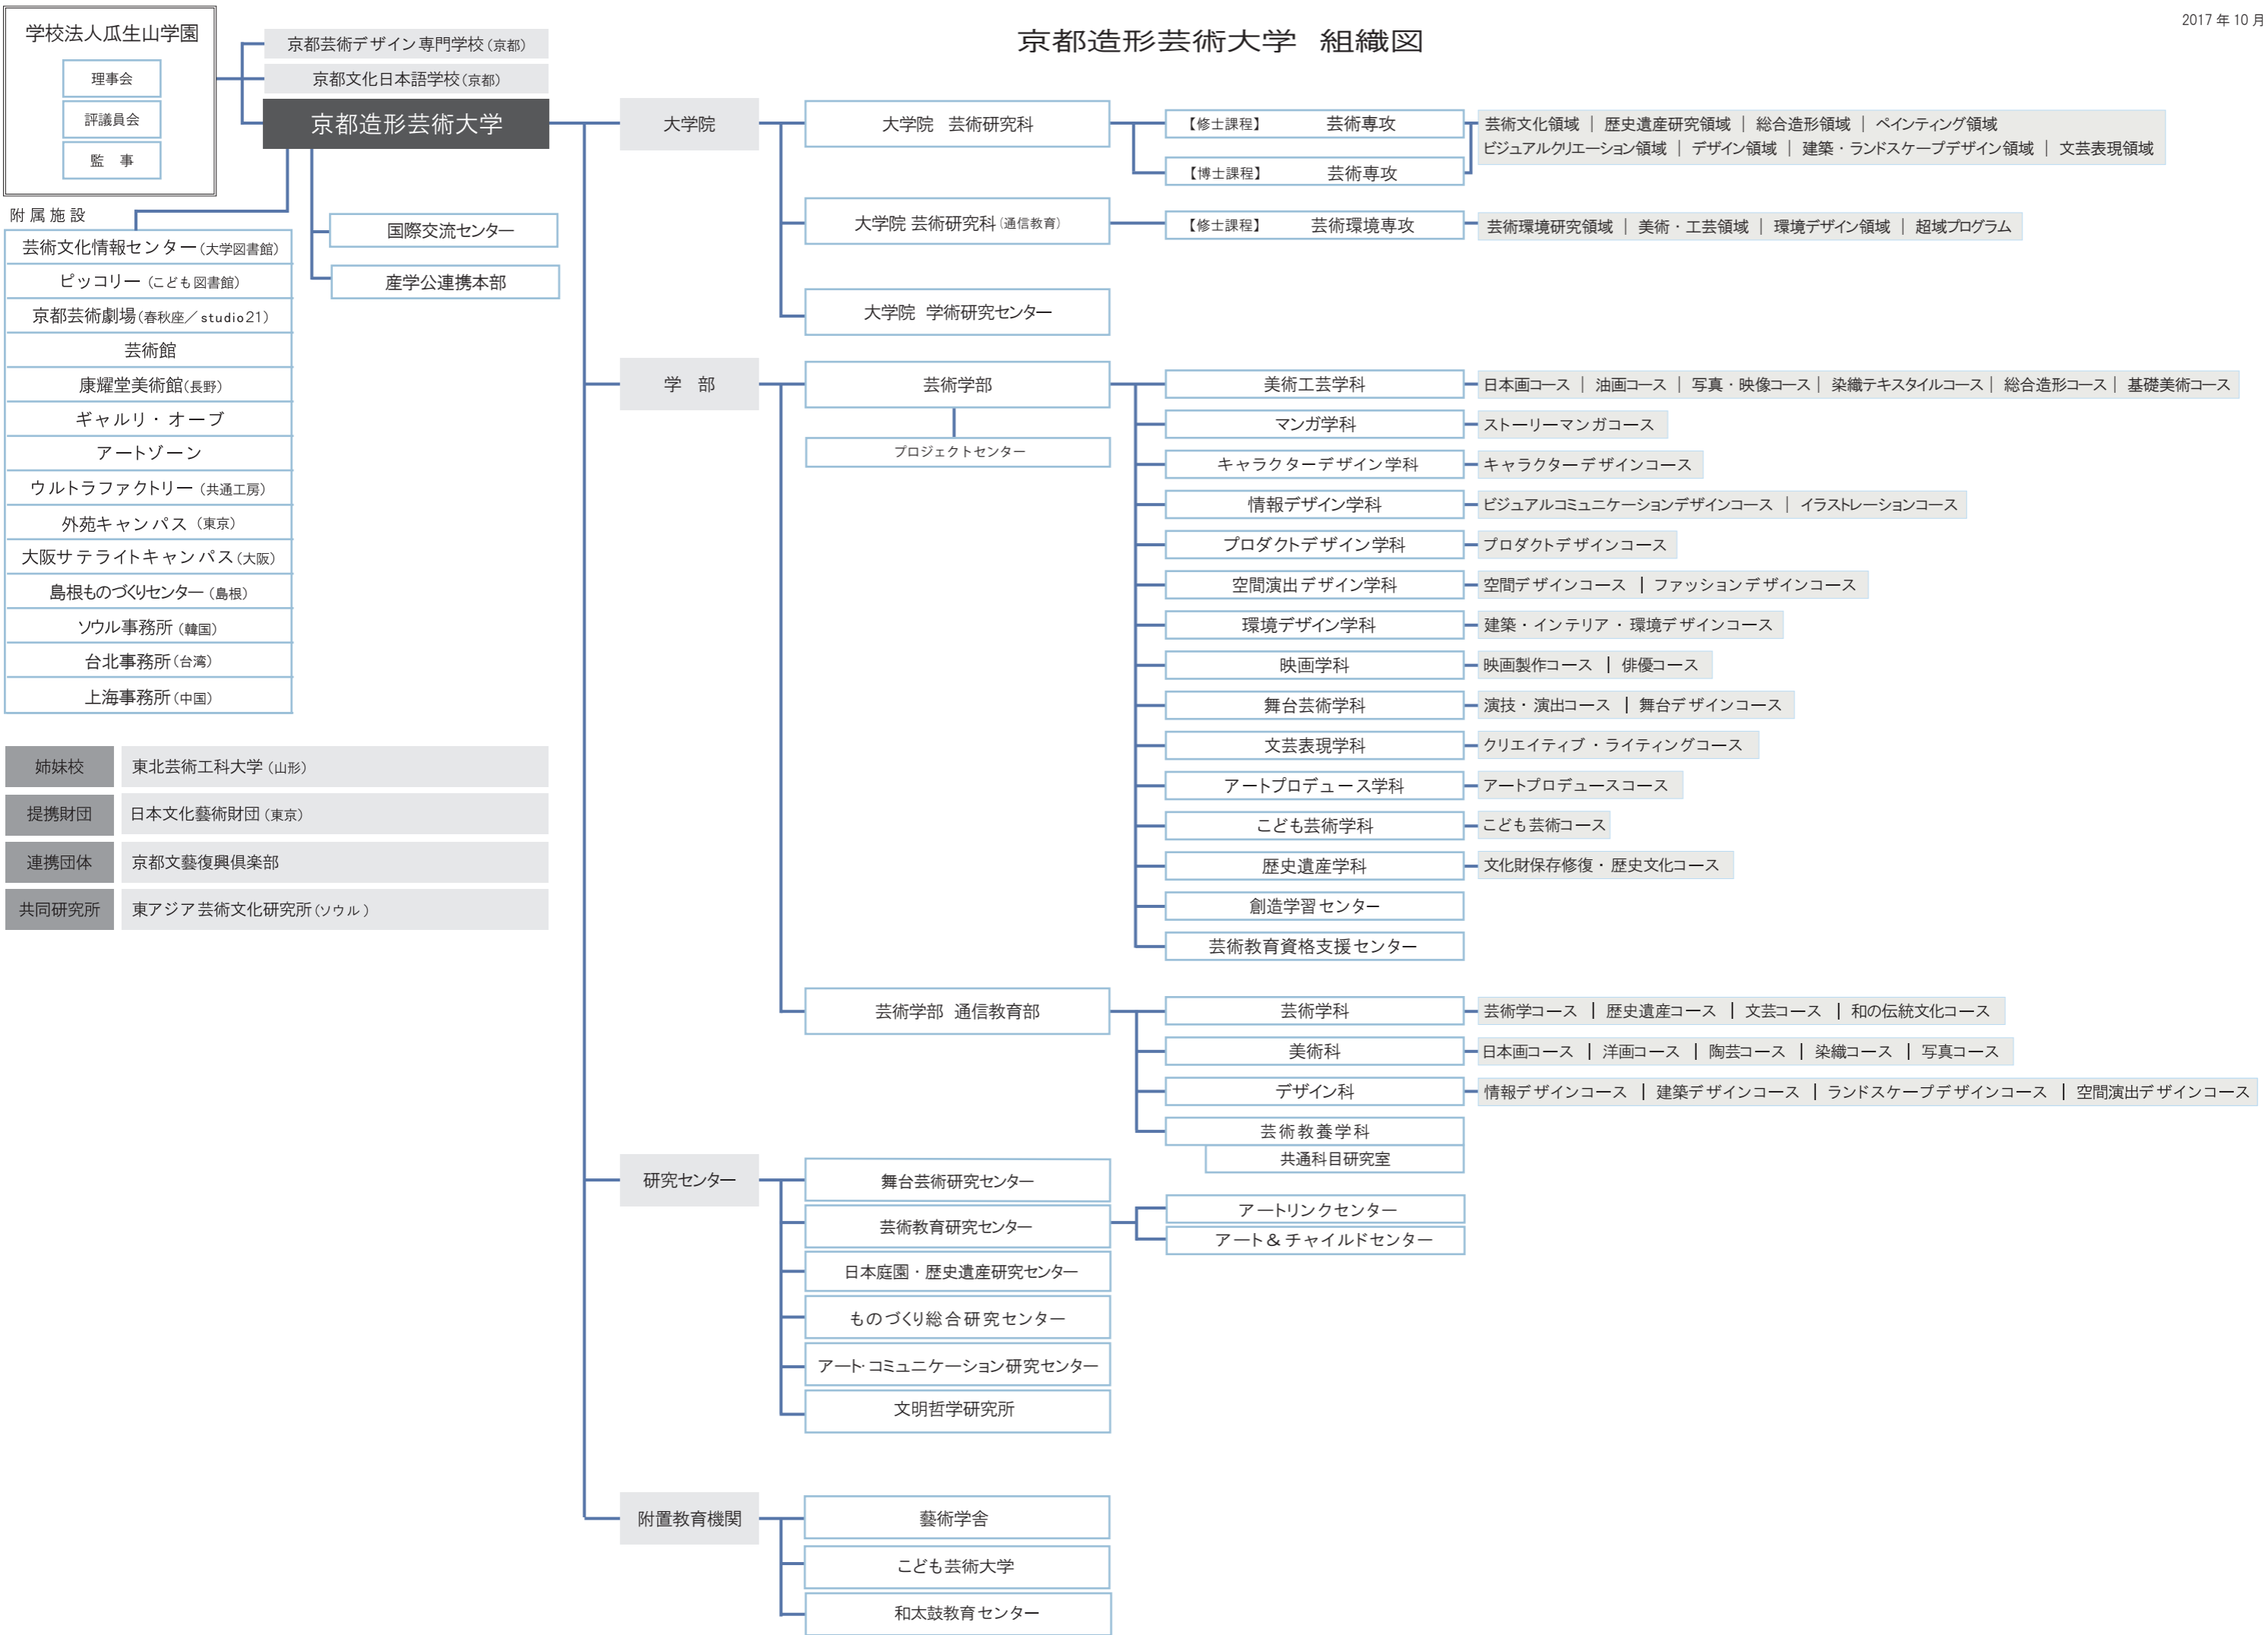 2017年10月
京都造形芸術大学 組織図
学校法人瓜生山学園
理事会
評議員会
監 事
京都芸術デザイン専門学校(京都)
京都文化日本語学校(京都)
京都造形芸術大学
国際交流センター
産学公連携本部
附属施設
芸術文化情報センター(大学図書館)
ピッコリー(こども図書館)
京都芸術劇場(春秋座/studio21)
芸術館
康耀堂美術館(長野)
ギャルリ・オーブ
アートゾーン
ウルトラファクトリー(共通工房)
外苑キャンパス(東京)
大阪サテライトキャンパス(大阪)
島根ものづくりセンター(島根)
ソウル事務所(韓国)
台北事務所(台湾)
上海事務所(中国)
姉妹校 東北芸術工科大学(山形)
提携財団 日本文化藝術財団(東京)
連携団体 京都文藝復興倶楽部
共同研究所 東アジア芸術文化研究所(ソウル)
大学院
大学院 芸術研究科
【修士課程】 芸術専攻
【博士課程】 芸術専攻
芸術文化領域 | 歴史遺産研究領域 | 総合造形領域 | ペインティング領域
ビジュアルクリエーション領域 | デザイン領域 | 建築・ランドスケープデザイン領域 | 文芸表現領域
大学院 芸術研究科(通信教育)
【修士課程】 芸術環境専攻
芸術環境研究領域 | 美術・工芸領域 | 環境デザイン領域 | 超域プログラム
大学院 学術研究センター
学 部
芸術学部
プロジェクトセンター
美術工芸学科
日本画コース | 油画コース | 写真・映像コース | 染織テキスタイルコース | 総合造形コース | 基礎美術コース
マンガ学科
ストーリーマンガコース
キャラクターデザイン学科
キャラクターデザインコース
情報デザイン学科
ビジュアルコミュニケーションデザインコース | イラストレーションコース
プロダクトデザイン学科
プロダクトデザインコース
空間演出デザイン学科
空間デザインコース | ファッションデザインコース
環境デザイン学科
建築・インテリア・環境デザインコース
映画学科
映画製作コース | 俳優コース
舞台芸術学科
演技・演出コース | 舞台デザインコース
文芸表現学科
クリエイティブ・ライティングコース
アートプロデュース学科
アートプロデュースコース
こども芸術学科
こども芸術コース
歴史遺産学科
文化財保存修復・歴史文化コース
創造学習センター
芸術教育資格支援センター
芸術学部 通信教育部
芸術学科
芸術学コース | 歴史遺産コース | 文芸コース | 和の伝統文化コース
美術科
日本画コース | 洋画コース | 陶芸コース | 染織コース | 写真コース
デザイン科
情報デザインコース | 建築デザインコース | ランドスケープデザインコース | 空間演出デザインコース
芸術教養学科
共通科目研究室
研究センター
舞台芸術研究センター
芸術教育研究センター
アートリンクセンター
アート&チャイルドセンター
日本庭園・歴史遺産研究センター
ものづくり総合研究センター
アート・コミュニケーション研究センター
文明哲学研究所
附置教育機関
藝術学舎
こども芸術大学
和太鼓教育センター